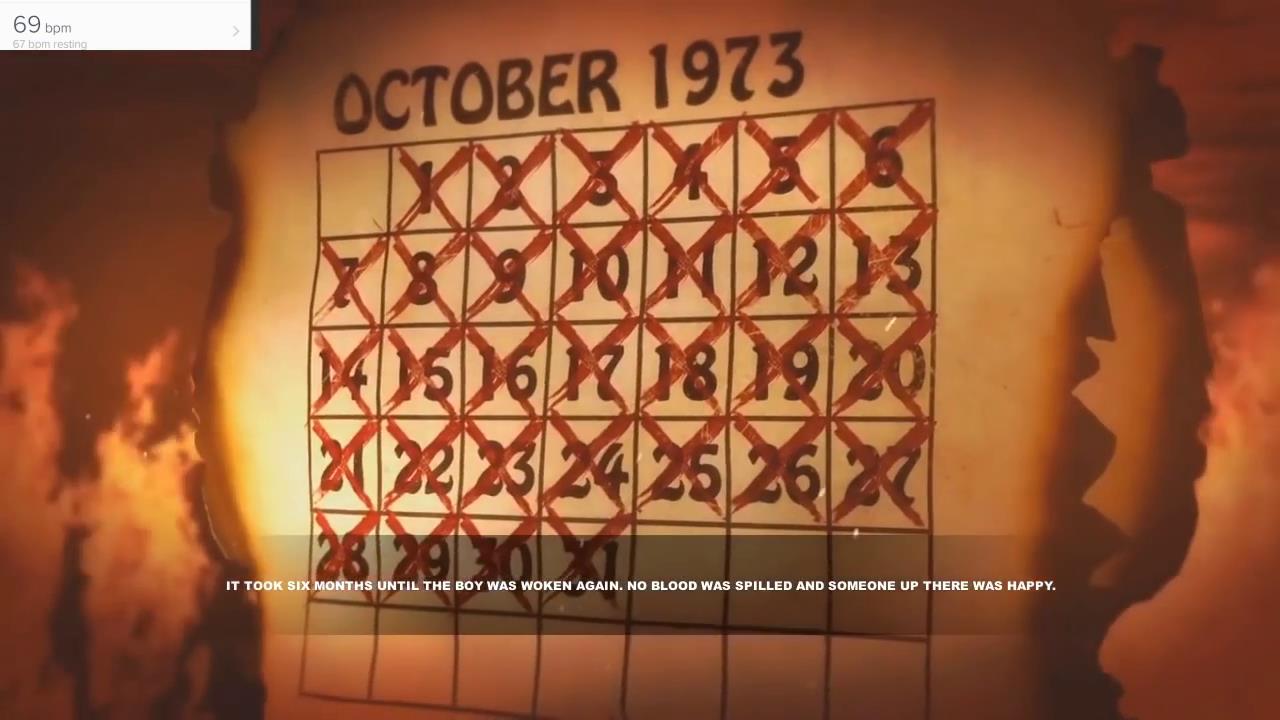 69 bpm
67 bpm resting
OCTOBER 1973
1 2 3 4 5 6
7 8 9 10 11 12 13
14 15 16 17 18 19 20
21 22 23 24 25 26 27
28 29 30 31
IT TOOK SIX MONTHS UNTIL THE BOY WAS WOKEN AGAIN. NO BLOOD WAS SPILLED AND SOMEONE UP THERE WAS HAPPY.